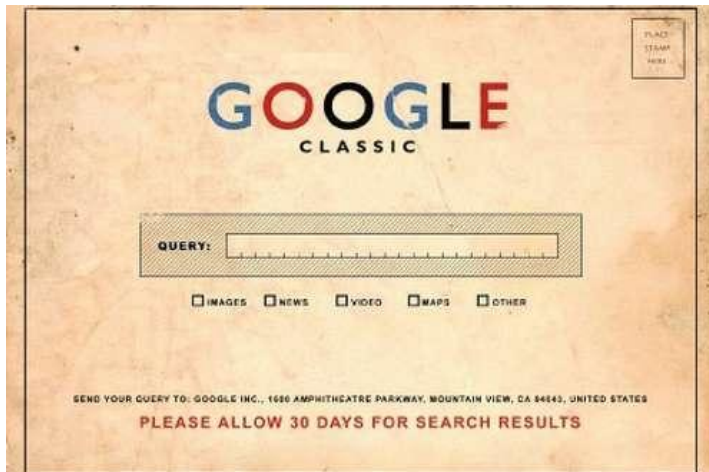 PLACE
STAMP
HERE
GOOGLE
CLASSIC
QUERY:
IMAGES NEWS VIDEO MAPS OTHER
SEND YOUR QUERY TO: GOOGLE INC., 1600 AMPHITHEATRE PARKWAY, MOUNTAIN VIEW, CA 94043, UNITED STATES
PLEASE ALLOW 30 DAYS FOR SEARCH RESULTS